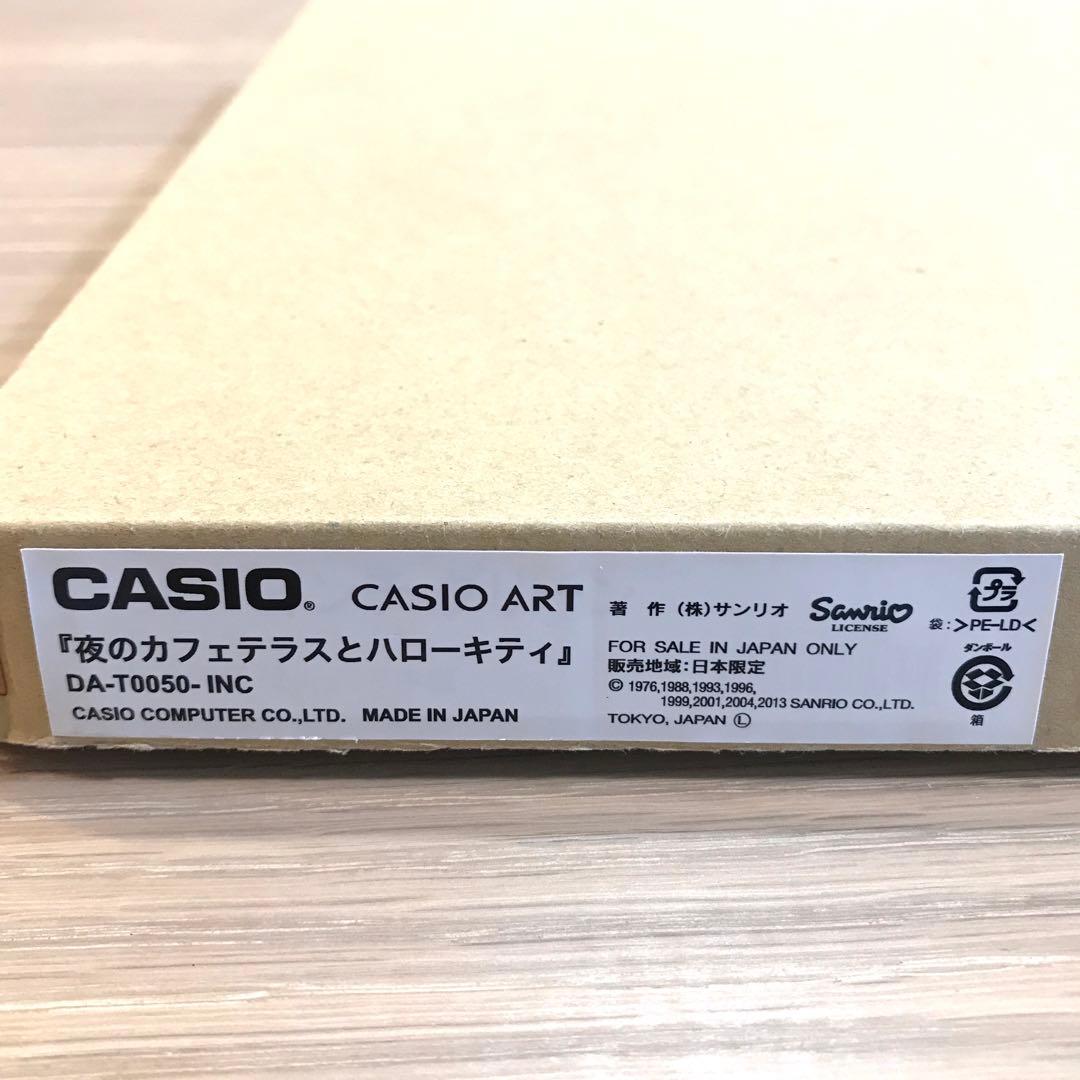 CASIO® CASIO ART
『夜のカフェテラスとハローキティ』
DA-T0050- INC
CASIO COMPUTER CO.,LTD. MADE IN JAPAN
著 作 (株)サンリオ Sanrio
LICENSE
FOR SALE IN JAPAN ONLY
販売地域:日本限定
© 1976,1988,1993,1996,
1999,2001,2004,2013 SANRIO CO.,LTD.
TOKYO, JAPAN Ⓛ
プラ
袋:>PE-LD<
ダンボール
箱